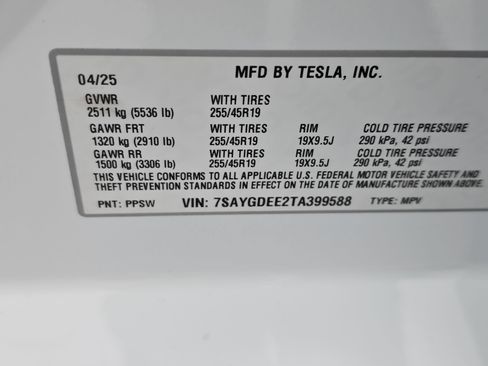 04/25 MFD BY TESLA, INC.
GVWR WITH TIRES
2511 kg (5536 lb) 255/45R19
GAWR FRT WITH TIRES RIM COLD TIRE PRESSURE
1320 kg (2910 lb) 255/45R19 19X9.5J 290 kPa, 42 psi
GAWR RR WITH TIRES RIM COLD TIRE PRESSURE
1500 kg (3306 lb) 255/45R19 19X9.5J 290 kPa, 42 psi
THIS VEHICLE CONFORMS TO ALL APPLICABLE U.S. FEDERAL MOTOR VEHICLE SAFETY AND
THEFT PREVENTION STANDARDS IN EFFECT ON THE DATE OF MANUFACTURE SHOWN ABOVE.
PNT: PPSW VIN: 7SAYGDEE2TA399588 TYPE: MPV